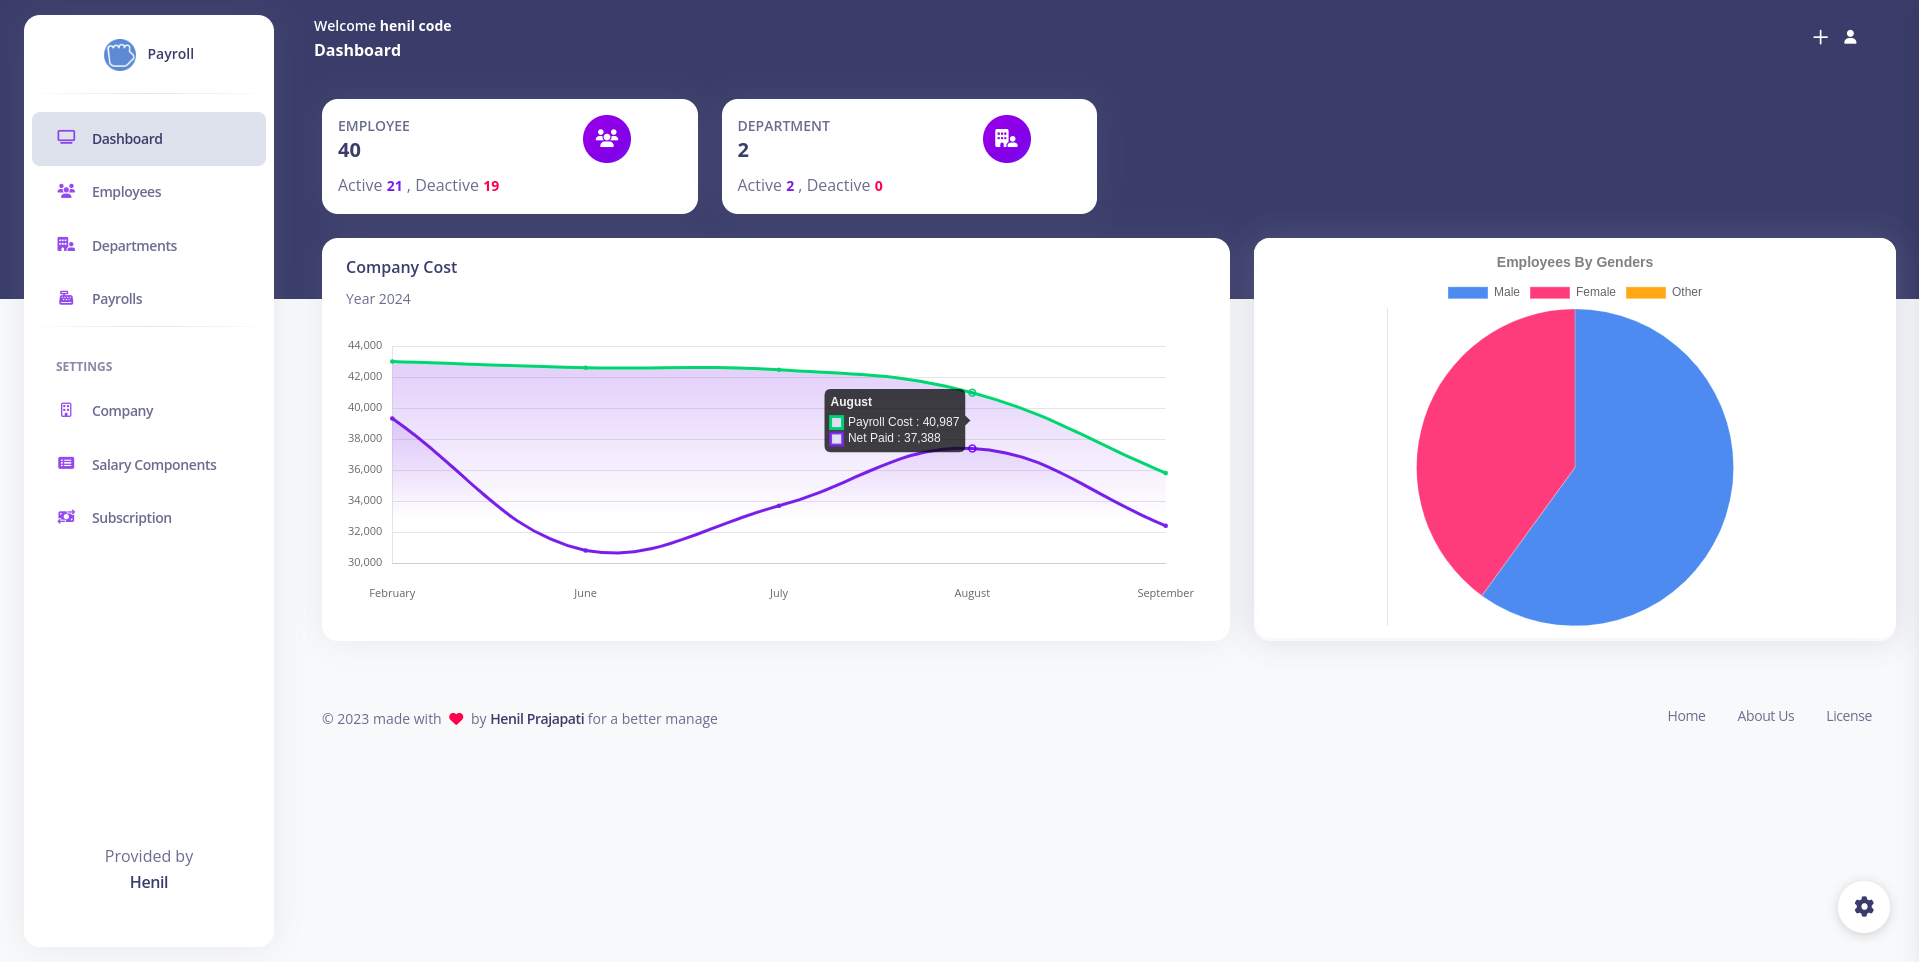 Payroll
Dashboard
Employees
Departments
Payrolls
SETTINGS
Company
Salary Components
Subscription
Provided by
Henil
Welcome henil code
Dashboard
EMPLOYEE
40
Active 21 , Deactive 19
DEPARTMENT
2
Active 2 , Deactive 0
Company Cost
Year 2024
44,000
42,000
40,000
38,000
36,000
34,000
32,000
30,000
August
Payroll Cost : 40,987
Net Paid : 37,388
February June July August September
Employees By Genders
Male Female Other
© 2023 made with by Henil Prajapati for a better manage
Home About Us License